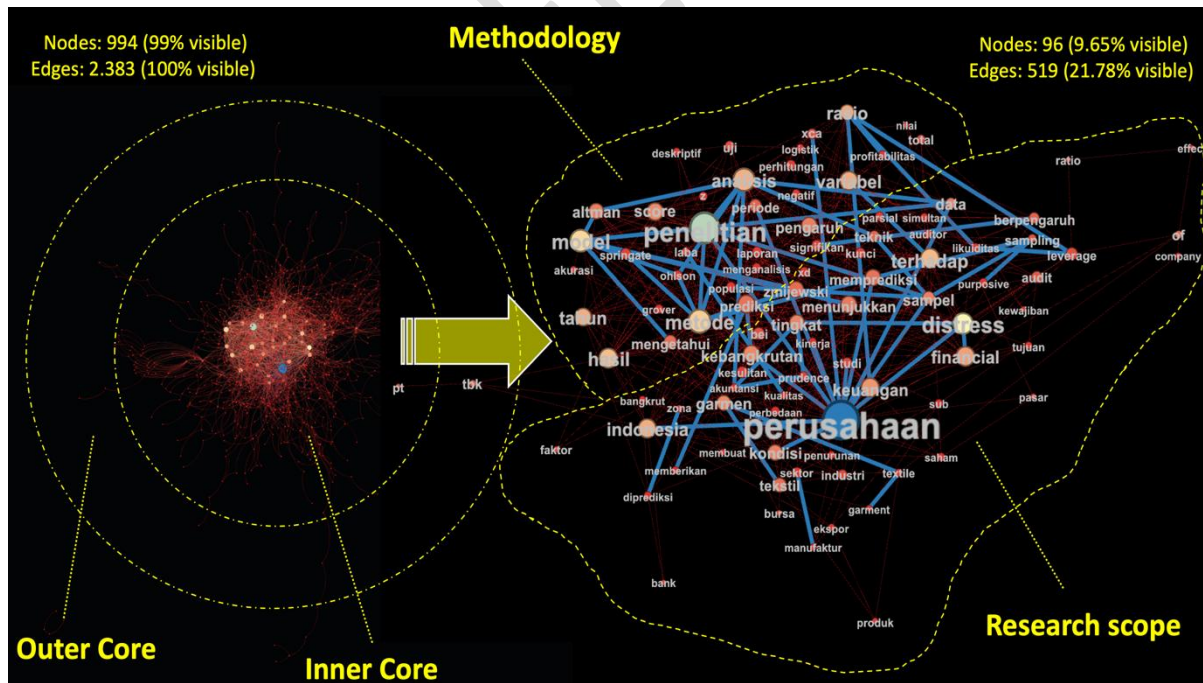 Nodes: 994 (99% visible)
Edges: 2.383 (100% visible)
Methodology
Nodes: 96 (9.65% visible)
Edges: 519 (21.78% visible)
ratio
xca
nilai
total
effec
uji
logistik
deskriptif
perhitungan
profitabilitas
ratio
analisis
variabel
z
negatif
altman
score
periode
data
parsial
simultan
berpengaruh
penelitian
pengaruh
of
model
teknik
auditor
sampling
signifikan
springate
laba
laporan
kunci
likuiditas
leverage
company
terhadap
akurasi
ohlson
menganalisis
xd
memprediksi
audit
populasi
zmijewski
purposive
grover
prediksi
menunjukkan
sampel
tahun
metode
tingkat
distress
kewajiban
mengetahui
bei
kinerja
hasil
kebangkrutan
studi
financial
tujuan
pt
tbk
kesulitan
prudence
keuangan
akuntansi
kualitas
bangkrut
zona
garmen
perbedaan
sub
pasar
indonesia
perusahaan
faktor
membuat
kondisi
penurunan
saham
memberikan
sektor
industri
textile
diprediksi
tekstil
bursa
garment
ekspor
manufaktur
bank
produk
Outer Core
Inner Core
Research scope